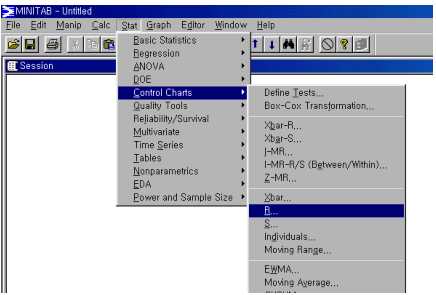 MINITAB - Untitled
File Edit Manip Calc Stat Graph Editor Window Help
Session
Basic Statistics
Regression
ANOVA
DOE
Control Charts
Quality Tools
Reliability/Survival
Multivariate
Time Series
Tables
Nonparametrics
EDA
Power and Sample Size
Define Tests...
Box-Cox Transformation...
Xbar-R...
Xbar-S...
I-MR...
I-MR-R/S (Between/Within)...
Z-MR...
Xbar...
R...
S...
Individuals...
Moving Range...
EWMA...
Moving Average...